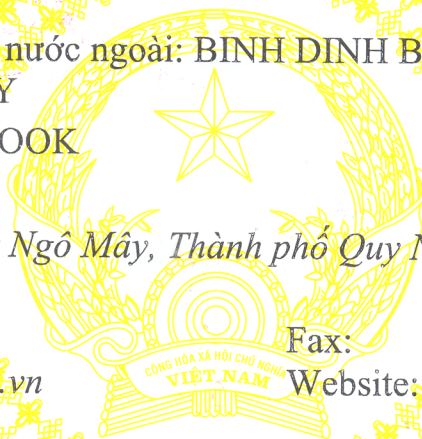 nước ngoài: BINH DINH B
Y
OOK
Ngô Mây, Thành phố Quy N
Fax:
CỘNG HÒA XÃ HỘI CHỦ NGHĨA
VIỆT NAM
.vn Website: